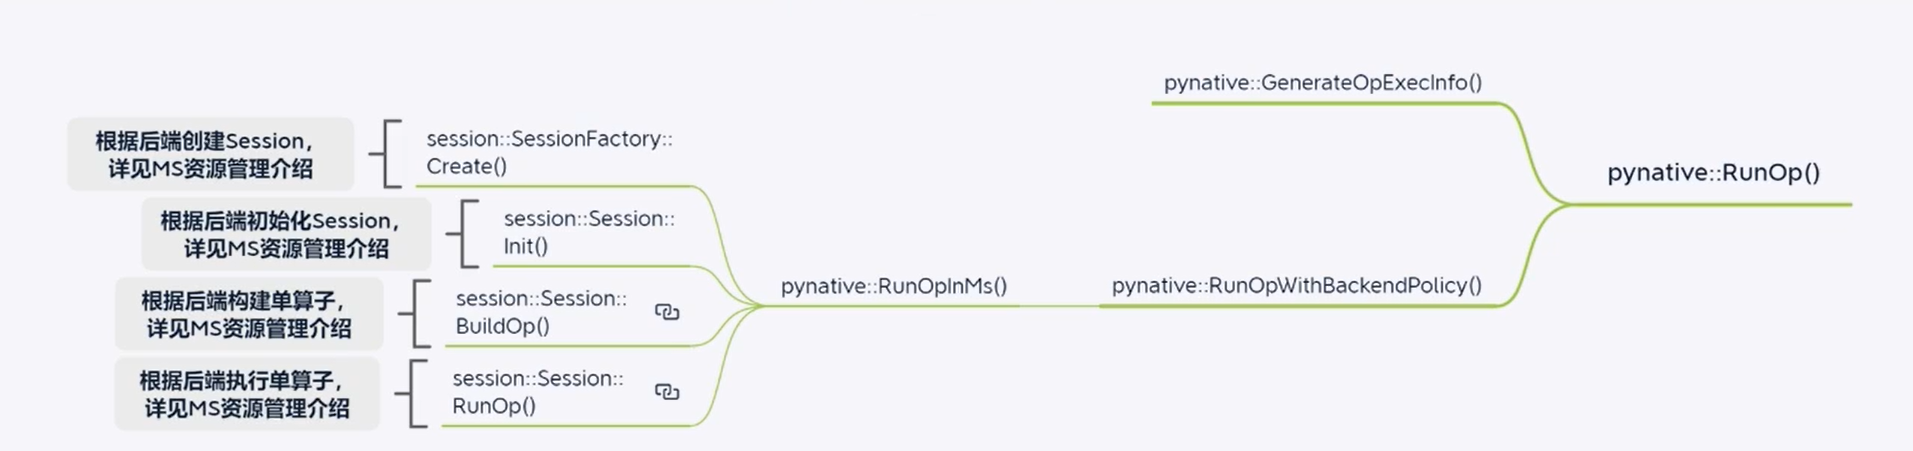 pynative::GenerateOpExecInfo()
根据后端创建Session,
详见MS资源管理介绍
session::SessionFactory::
Create()
pynative::RunOp()
根据后端初始化Session,
详见MS资源管理介绍
session::Session::
Init()
根据后端构建单算子,
详见MS资源管理介绍
session::Session::
BuildOp()
pynative::RunOpInMs()
pynative::RunOpWithBackendPolicy()
根据后端执行单算子,
详见MS资源管理介绍
session::Session::
RunOp()